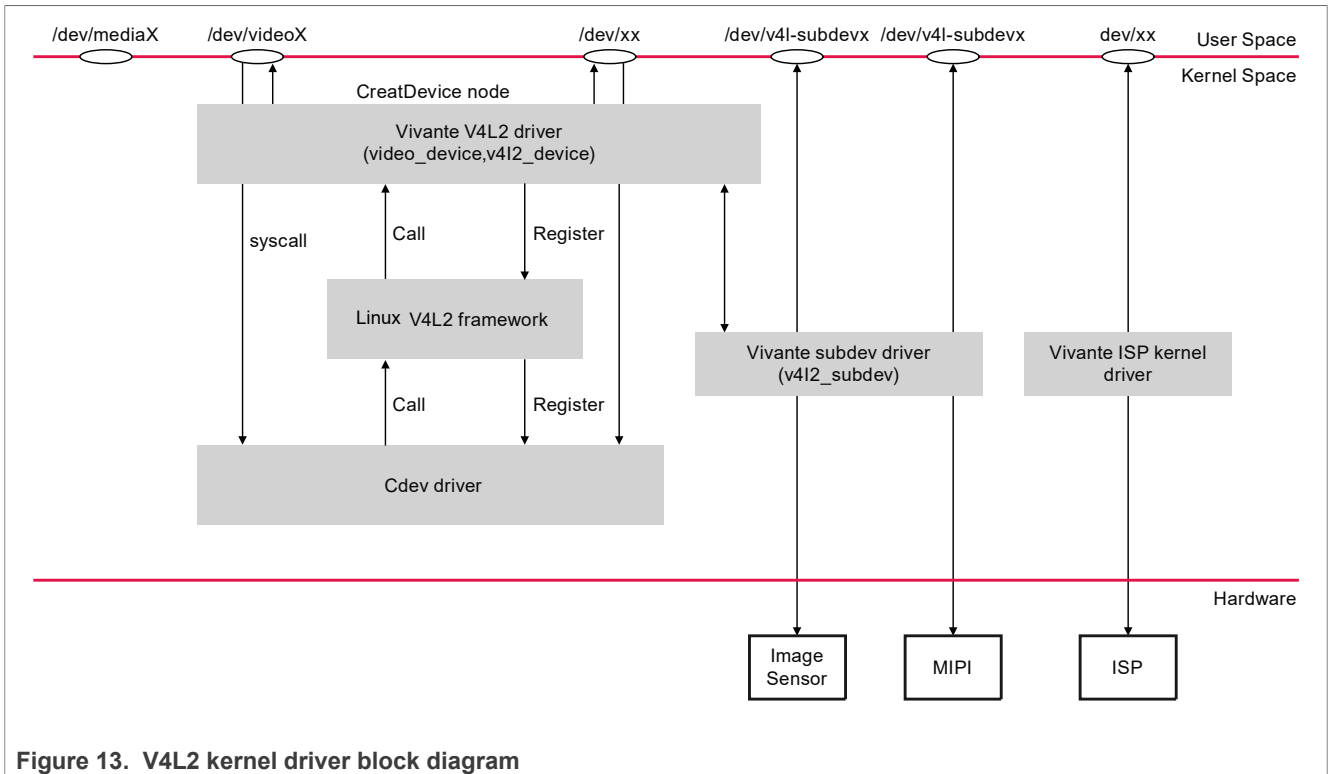 /dev/mediaX /dev/videoX /dev/xx /dev/v4l-subdevx /dev/v4l-subdevx dev/xx
User Space
Kernel Space
CreatDevice node
Vivante V4L2 driver
(video_device,v4l2_device)
syscall Call Register
Linux V4L2 framework
Vivante subdev driver
(v4l2_subdev)
Vivante ISP kernel
driver
Call Register
Cdev driver
Hardware
Image
Sensor
MIPI
ISP
Figure 13. V4L2 kernel driver block diagram